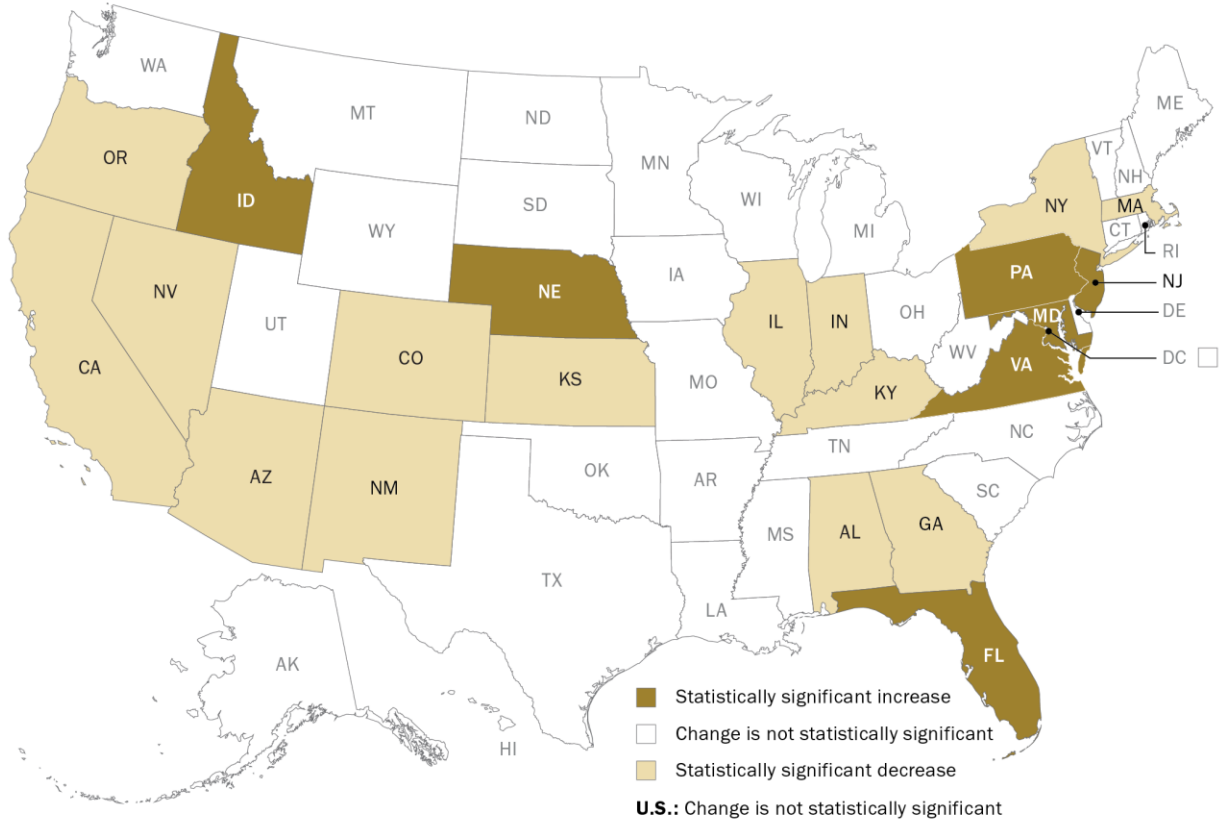 WA
MT
ND
MN
ME
VT
NH
OR
ID
SD
WI
NY
MA
WY
MI
CT
RI
IA
PA
NJ
NE
NV
UT
IL
IN
OH
MD
DE
CO
WV
DC
CA
KS
MO
KY
VA
NC
TN
AZ
NM
OK
AR
SC
MS
AL
GA
TX
LA
AK
HI
FL
Statistically significant increase
Change is not statistically significant
Statistically significant decrease
U.S.: Change is not statistically significant